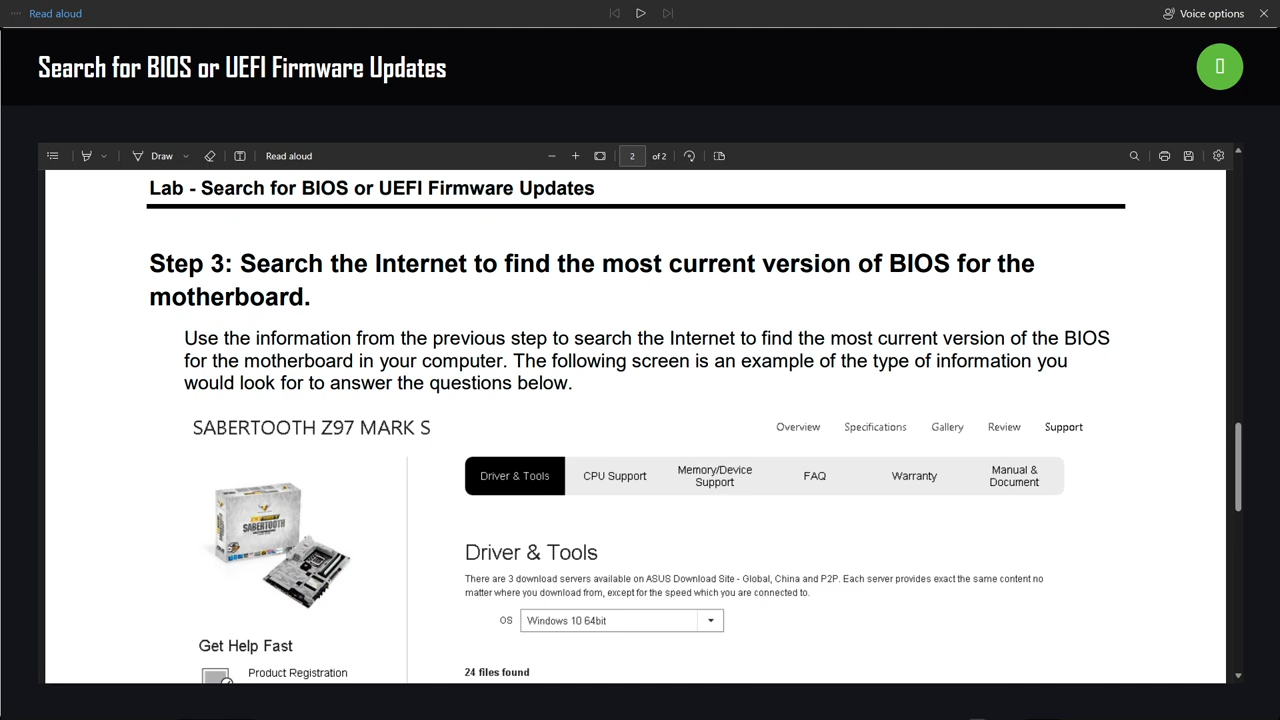 Read aloud
Voice options
Search for BIOS or UEFI Firmware Updates
Draw
Read aloud
2 of 2
Lab - Search for BIOS or UEFI Firmware Updates
Step 3: Search the Internet to find the most current version of BIOS for the
motherboard.
Use the information from the previous step to search the Internet to find the most current version of the BIOS
for the motherboard in your computer. The following screen is an example of the type of information you
would look for to answer the questions below.
SABERTOOTH Z97 MARK S
Overview Specifications Gallery Review Support
Driver & Tools CPU Support Memory/Device Support FAQ Warranty Manual & Document
SABERTOOTH
Driver & Tools
There are 3 download servers available on ASUS Download Site - Global, China and P2P. Each server provides exact the same content no
matter where you download from, except for the speed which you are connected to.
OS Windows 10 64bit
Get Help Fast
Product Registration
24 files found